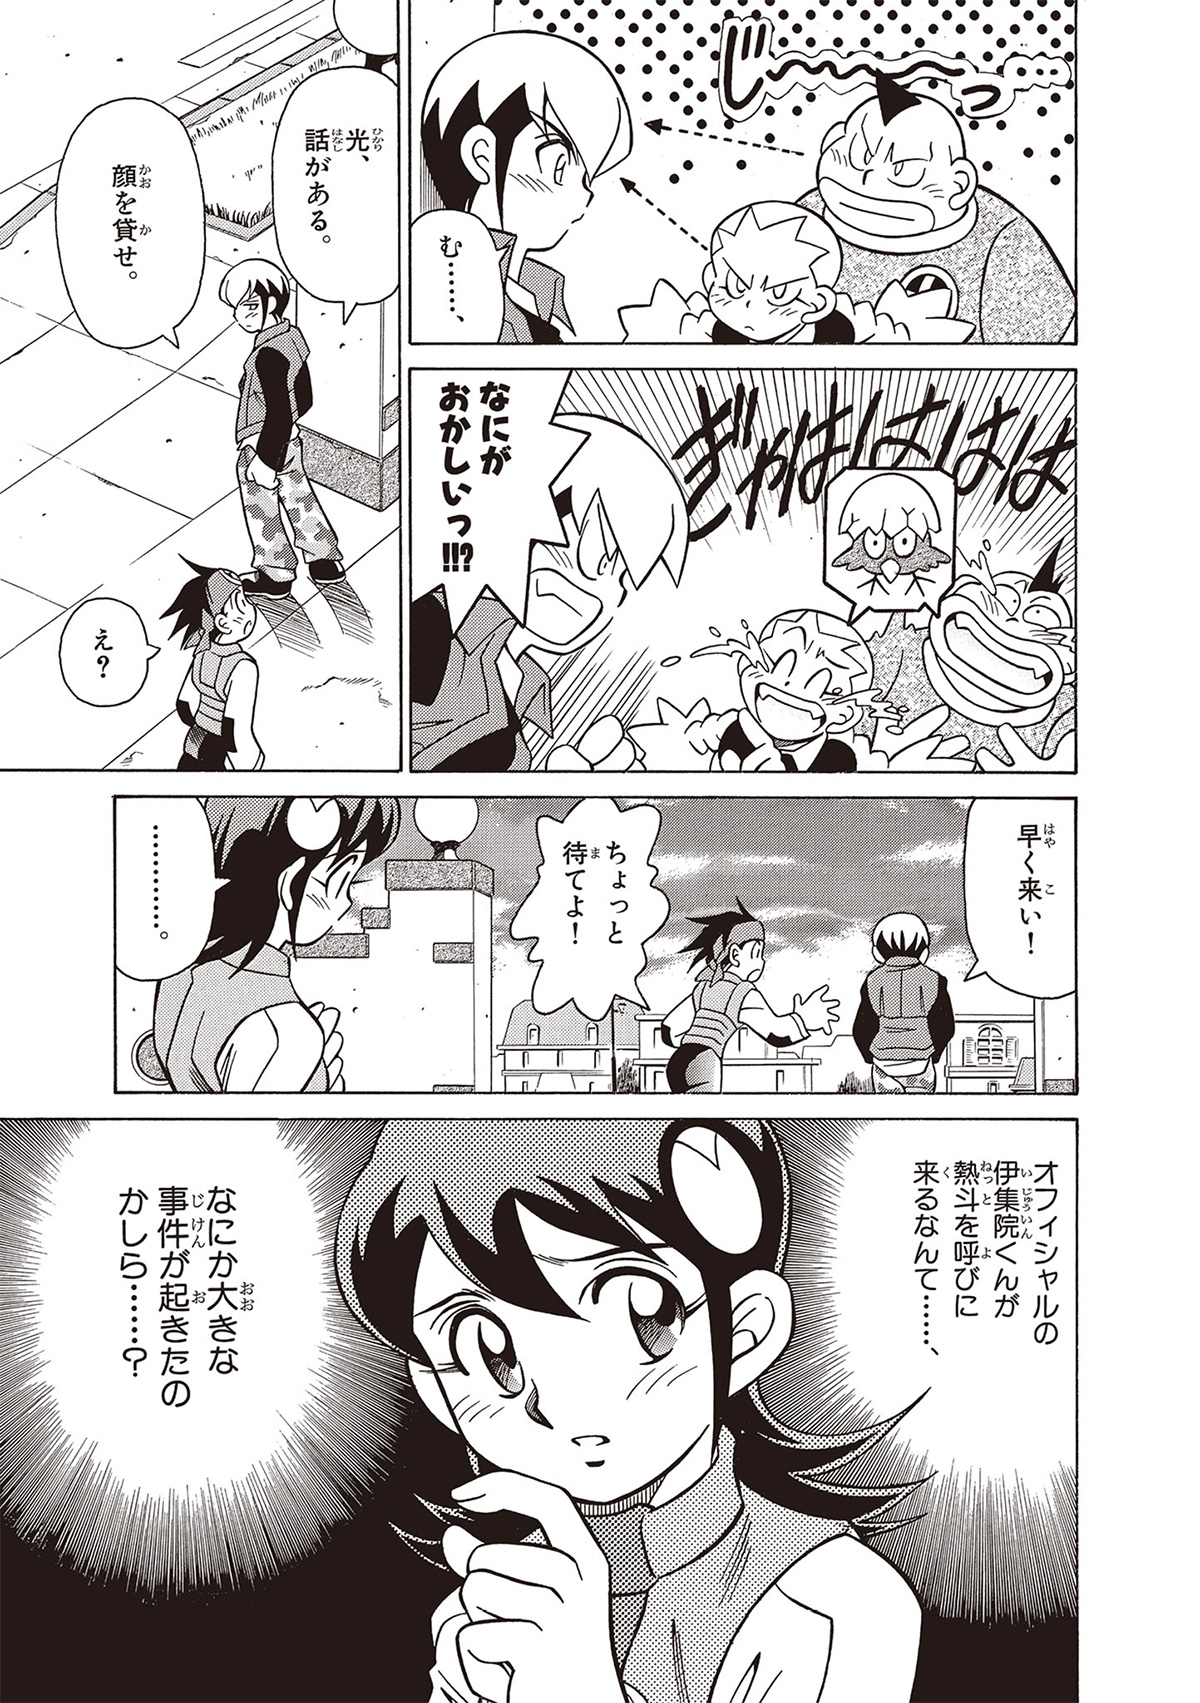 じ〜〜〜〜っ…
む……、
ぎゃはははは
なにが
おかしいっ!!?
光、
話がある。
顔を貸せ。
え?
早く来い!
ちょっと
待てよ!
………。
オフィシャルの
伊集院くんが
熱斗を呼びに
来るなんて……、
なにか大きな
事件が起きたの
かしら……?